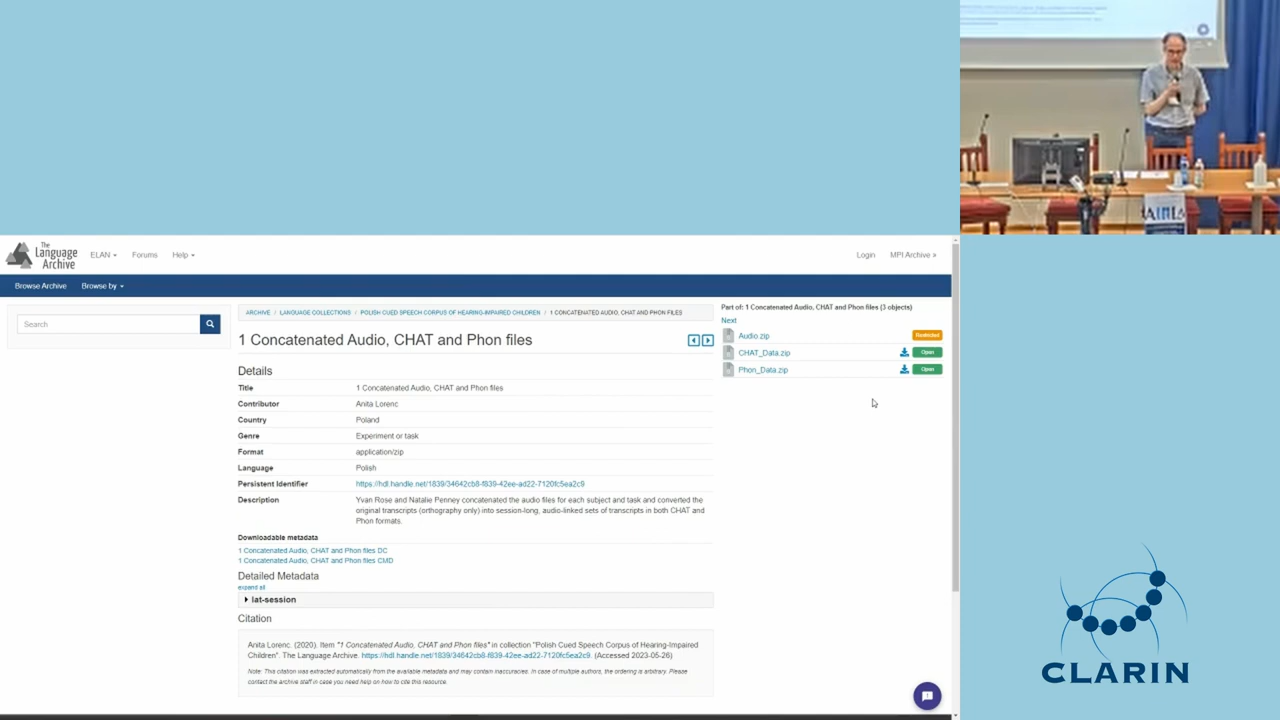 The
Language
Archive
ELAN
Forums
Help
Login
MPI Archive »
Browse Archive
Browse by
Search
ARCHIVE / LANGUAGE COLLECTIONS / POLISH CUED SPEECH CORPUS OF HEARING-IMPAIRED CHILDREN / 1 CONCATENATED AUDIO, CHAT AND PHON FILES
1 Concatenated Audio, CHAT and Phon files
Details
Title 1 Concatenated Audio, CHAT and Phon files
Contributor Anita Lorenc
Country Poland
Genre Experiment or task
Format application/zip
Language Polish
Persistent Identifier https://hdl.handle.net/1839/34642cb8-f839-42ee-ad22-7120fc5ea2c9
Description Yvan Rose and Natalie Penney concatenated the audio files for each subject and task and converted the
original transcripts (orthography only) into session-long, audio-linked sets of transcripts in both CHAT and
Phon formats.
Downloadable metadata
1 Concatenated Audio, CHAT and Phon files DC
1 Concatenated Audio, CHAT and Phon files CMD
Detailed Metadata
expand all
lat-session
Citation
Anita Lorenc. (2020). Item "1 Concatenated Audio, CHAT and Phon files" in collection "Polish Cued Speech Corpus of Hearing-Impaired
Children". The Language Archive. https://hdl.handle.net/1839/34642cb8-f839-42ee-ad22-7120fc5ea2c9. (Accessed 2023-05-26)
Note: This citation was extracted automatically from the available metadata and may contain inaccuracies. In case of multiple authors, the ordering is arbitrary. Please
contact the archive staff in case you need help on how to cite this resource.
Part of: 1 Concatenated Audio, CHAT and Phon files (3 objects)
Next
Audio.zip Restricted
CHAT_Data.zip Open
Phon_Data.zip Open
CLARIN